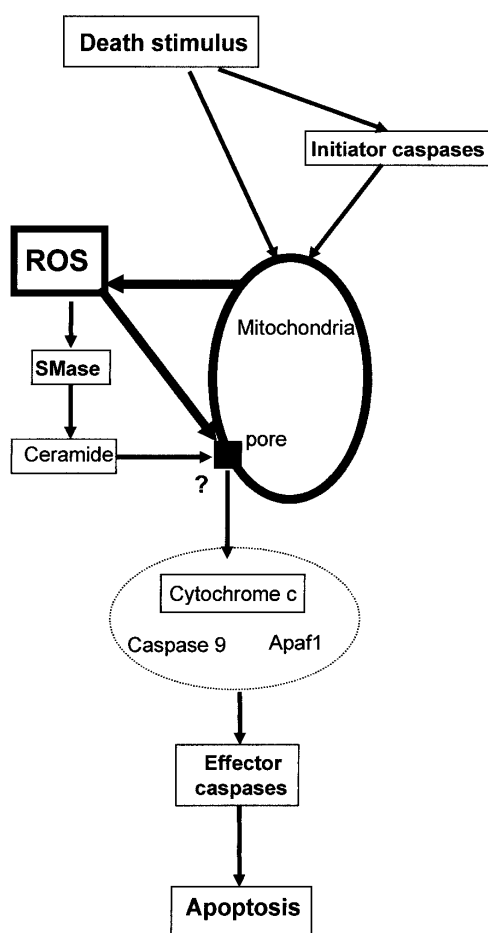 Death stimulus
Initiator caspases
ROS
Mitochondria
SMase
pore
Ceramide
?
Cytochrome c
Caspase 9
Apaf1
Effector
caspases
Apoptosis